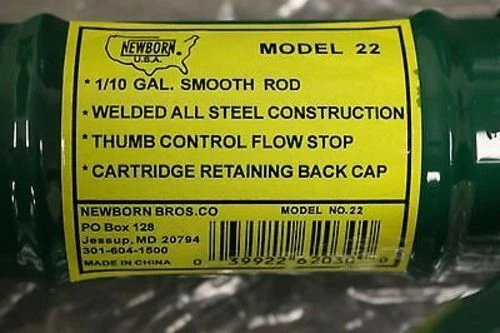 NEWBORN
U.S.A.
MODEL 22
* 1/10 GAL. SMOOTH ROD
* WELDED ALL STEEL CONSTRUCTION
* THUMB CONTROL FLOW STOP
* CARTRIDGE RETAINING BACK CAP
NEWBORN BROS.CO MODEL NO.22
PO Box 128
Jessup, MD 20794
301-604-1500
MADE IN CHINA
0 39922 62030 0